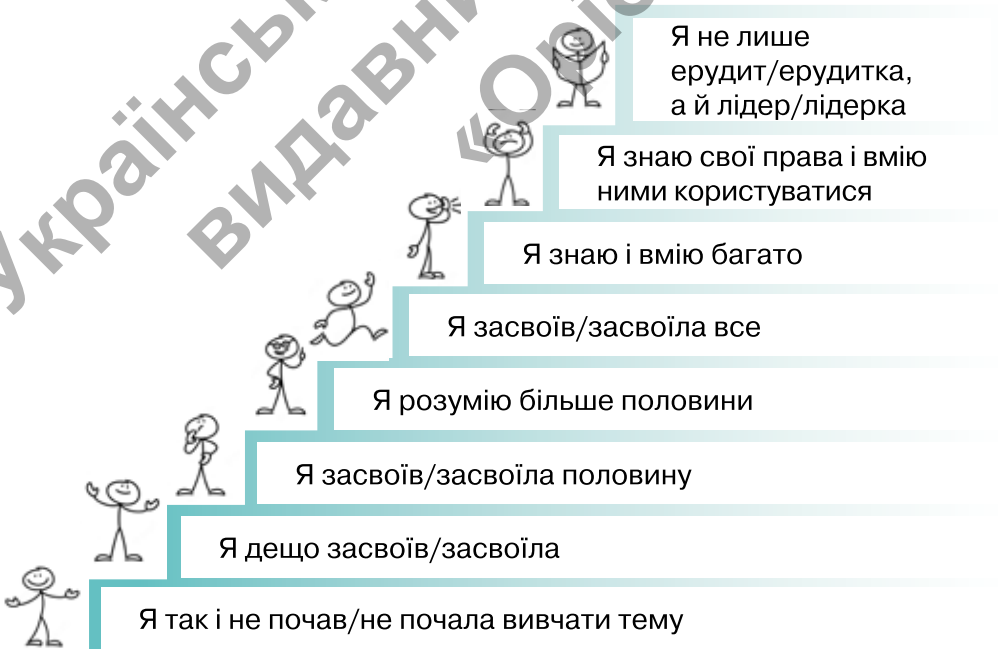 Українськ
видавни
«Орі
Я не лише
ерудит/ерудитка,
а й лідер/лідерка
Я знаю свої права і вмію
ними користуватися
Я знаю і вмію багато
Я засвоїв/засвоїла все
Я розумію більше половини
Я засвоїв/засвоїла половину
Я дещо засвоїв/засвоїла
Я так і не почав/не почала вивчати тему